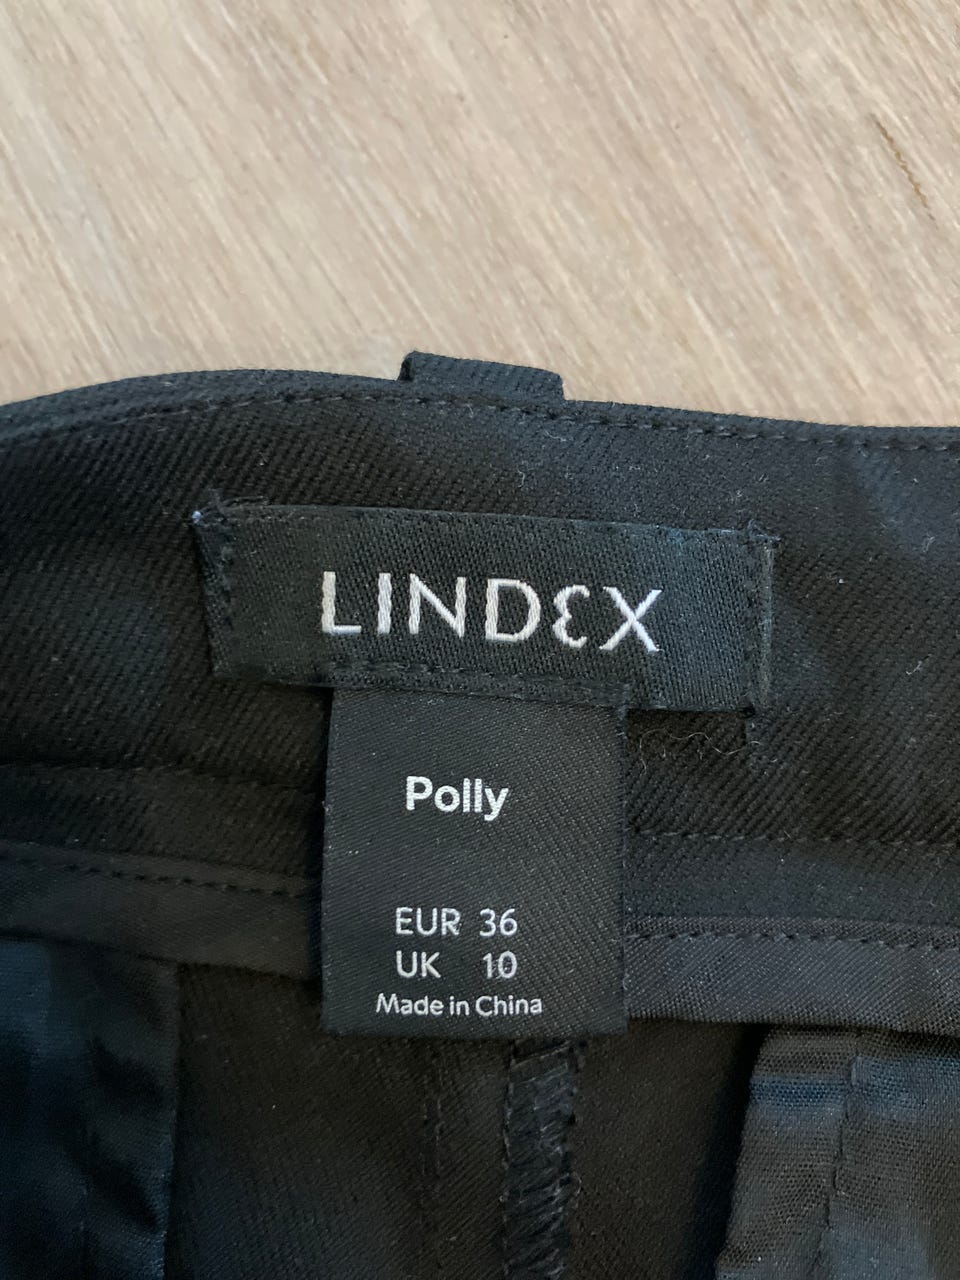 LINDEX
Polly
EUR 36
UK 10
Made in China